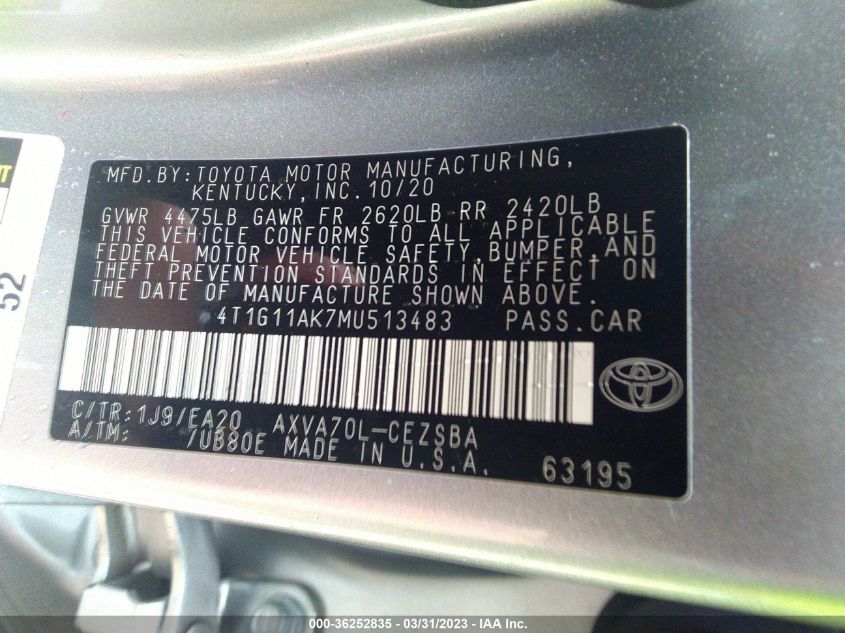 MFD.BY:TOYOTA MOTOR MANUFACTURING,
KENTUCKY,INC.10/20
GVWR 4475LB GAWR FR 2620LB RR 2420LB
THIS VEHICLE CONFORMS TO ALL APPLICABLE
FEDERAL MOTOR VEHICLE SAFETY,BUMPER,AND
THEFT PREVENTION STANDARDS IN EFFECT ON
THE DATE OF MANUFACTURE SHOWN ABOVE.
4T1G11AK7MU513483 PASS.CAR
C/TR:1J9/EA20 AXVA70L-CEZSBA
A/TM: /UB80E MADE IN U.S.A.
63195
52
000-36252835 - 03/31/2023 - IAA Inc.